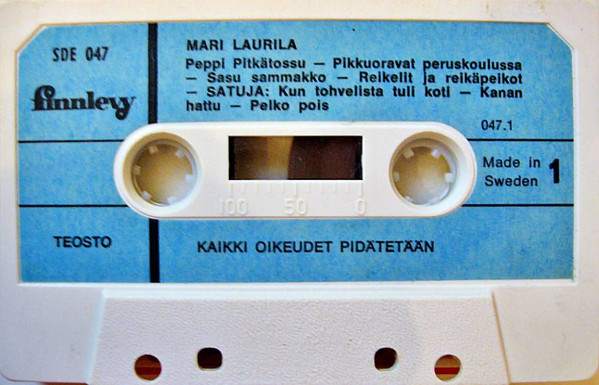 SDE 047
MARI LAURILA
Peppi Pitkätossu – Pikkuoravat peruskoulussa
– Sasu sammakko – Reikelit ja reikäpeikot
– SATUJA: Kun tohvelista tuli koti – Kanan
hattu – Pelko pois
finnlevy
047.1
Made in
Sweden 1
100 50 0
TEOSTO
KAIKKI OIKEUDET PIDÄTETÄÄN